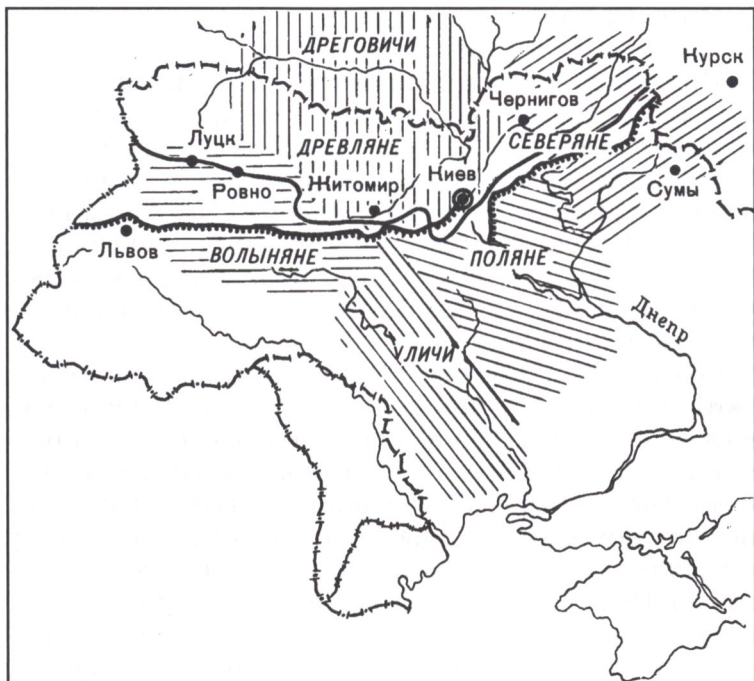 ДРЕГОВИЧИ
Курск
Чернигов
Луцк
ДРЕВЛЯНЕ
СЕВЕРЯНЕ
Ровно
Житомир
Киев
Сумы
Львов
ВОЛЫНЯНЕ
ПОЛЯНЕ
Днепр
УЛИЧИ